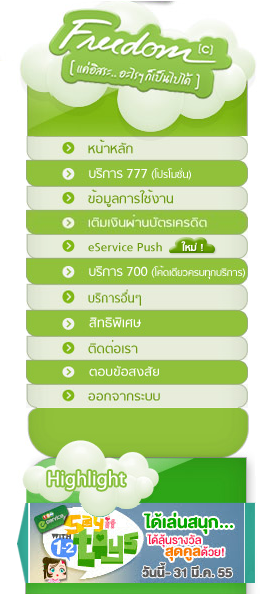 Freedom [C]
[ แค่อิสระ.. อะไรๆ ก็เป็นไปได้ ]
หน้าหลัก
บริการ 777 (โปรโมชั่น)
ข้อมูลการใช้งาน
เติมเงินผ่านบัตรเครดิต
eService Push ใหม่ !
บริการ 700 (โค้ดเดียวครบทุกบริการ)
บริการอื่นๆ
สิทธิพิเศษ
ติดต่อเรา
ตอบข้อสงสัย
ออกจากระบบ
Highlight
eService
Say it
WITH
1-2
ได้เล่นสนุก...
ได้ลุ้นรางวัล
สุดคูลด้วย!
วันนี้- 31 มี.ค. 55